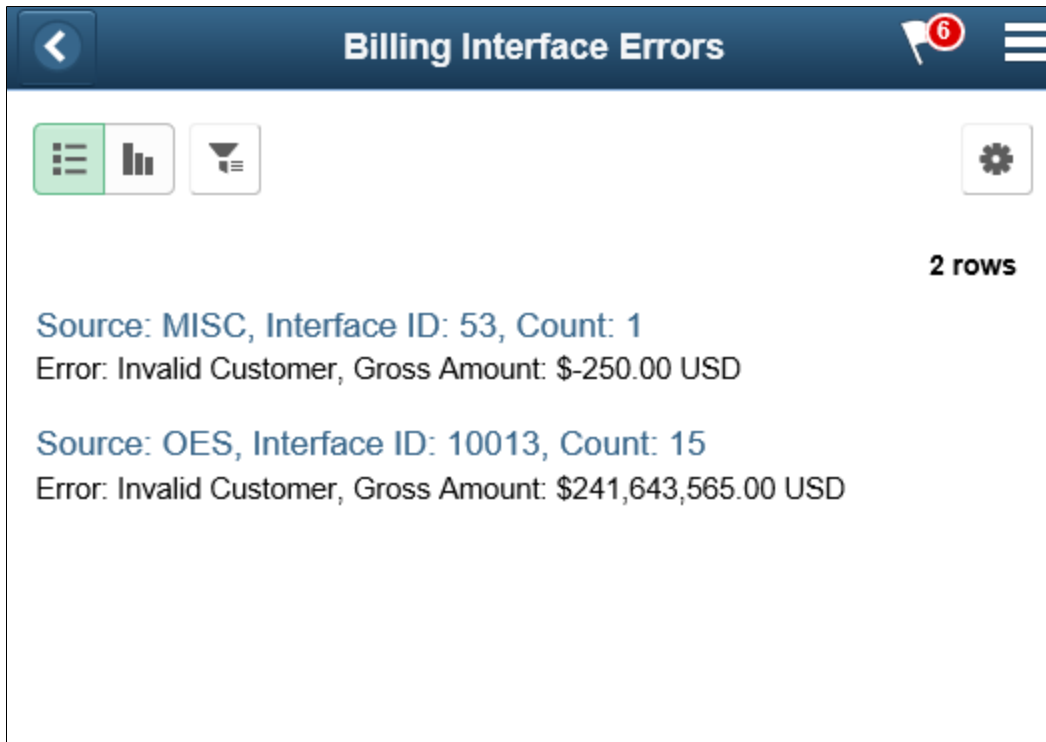 Billing Interface Errors
6
2 rows
Source: MISC, Interface ID: 53, Count: 1
Error: Invalid Customer, Gross Amount: $-250.00 USD
Source: OES, Interface ID: 10013, Count: 15
Error: Invalid Customer, Gross Amount: $241,643,565.00 USD